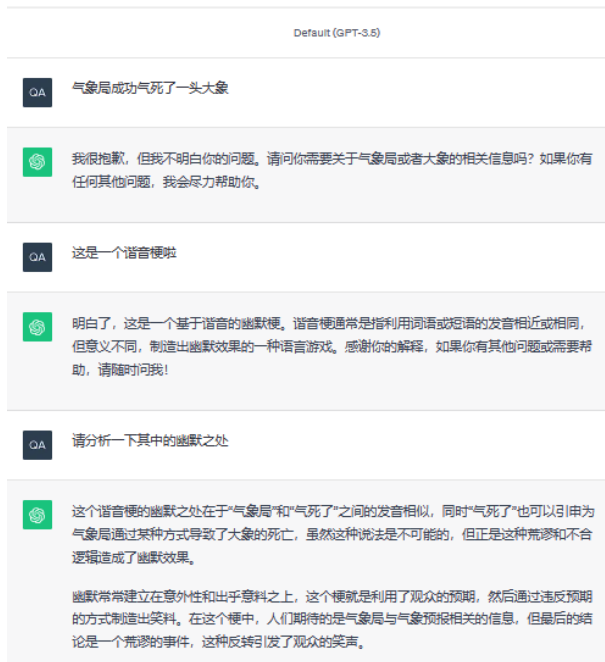 Default (GPT-3.5)
QA
气象局成功气死了一头大象
我很抱歉，但我不明白你的问题。请问你需要关于气象局或者大象的相关信息吗？如果你有
任何其他问题，我会尽力帮助你。
QA
这是一个谐音梗啦
明白了，这是一个基于谐音的幽默梗。谐音梗通常是指利用词语或短语的发音相近或相同，
但意义不同，制造出幽默效果的一种语言游戏。感谢你的解释，如果你有其他问题或需要帮
助，请随时问我！
QA
请分析一下其中的幽默之处
这个谐音梗的幽默之处在于“气象局”和“气死了”之间的发音相似，同时“气死了”也可以引申为
气象局通过某种方式导致了大象的死亡，虽然这种说法是不可能的，但正是这种荒谬和不合
逻辑造成了幽默效果。
幽默常常建立在意外性和出乎意料之上，这个梗就是利用了观众的预期，然后通过违反预期
的方式制造出笑料。在这个梗中，人们期待的是气象局与气象预报相关的信息，但最后的结
论是一个荒谬的事件，这种反转引发了观众的笑声。